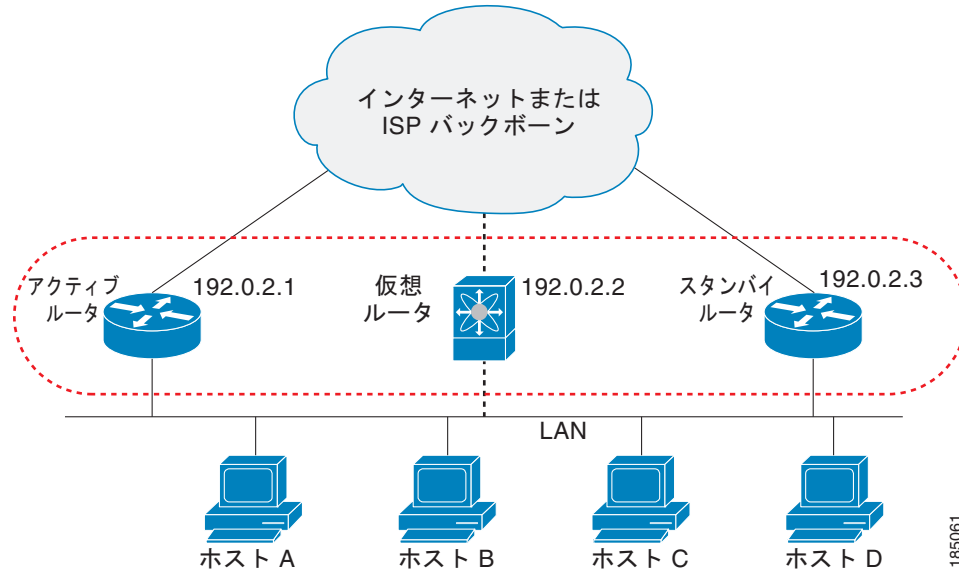 インターネットまたは
ISP バックボーン
アクティブ
ルータ
192.0.2.1
仮想
ルータ
192.0.2.2
スタンバイ
ルータ
192.0.2.3
LAN
ホスト A
ホスト B
ホスト C
ホスト D
185061